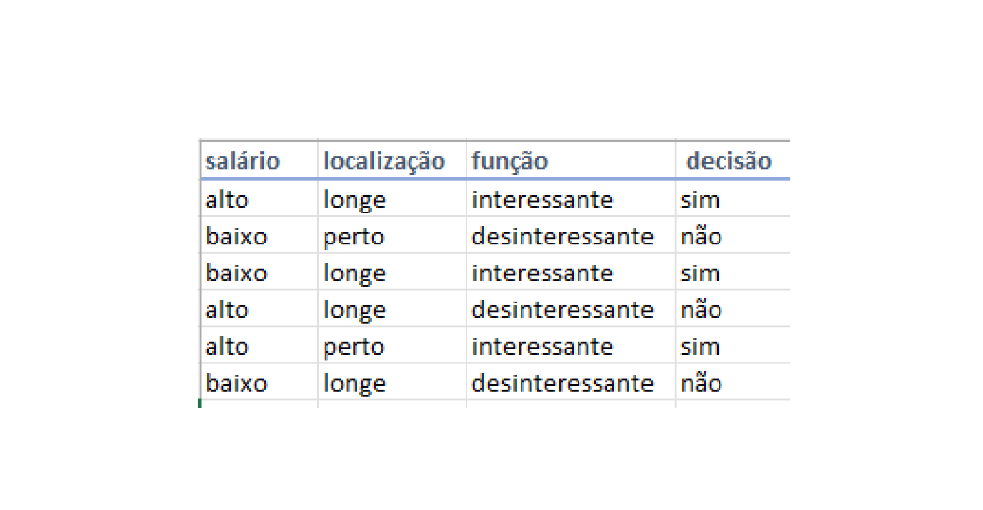 salário localização função decisão
alto longe interessante sim
baixo perto desinteressante não
baixo longe interessante sim
alto longe desinteressante não
alto perto interessante sim
baixo longe desinteressante não